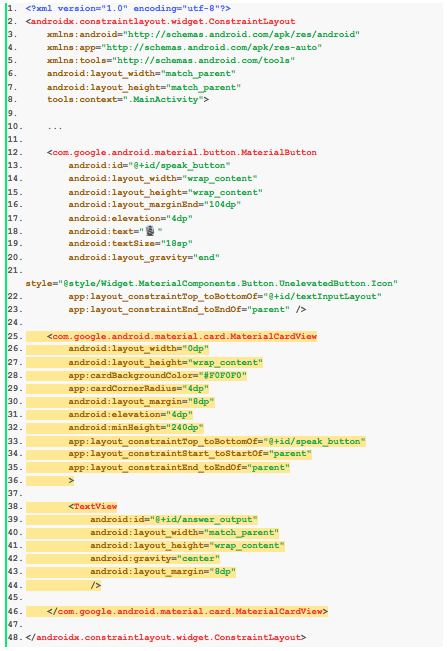 1. <?xml version="1.0" encoding="utf-8"?>
2. <androidx.constraintlayout.widget.ConstraintLayout
3.     xmlns:android="http://schemas.android.com/apk/res/android"
4.     xmlns:app="http://schemas.android.com/apk/res-auto"
5.     xmlns:tools="http://schemas.android.com/tools"
6.     android:layout_width="match_parent"
7.     android:layout_height="match_parent"
8.     tools:context=".MainActivity">
9.
10.     ...
11.
12.     <com.google.android.material.button.MaterialButton
13.         android:id="@+id/speak_button"
14.         android:layout_width="wrap_content"
15.         android:layout_height="wrap_content"
16.         android:layout_marginEnd="104dp"
17.         android:elevation="4dp"
18.         android:text="🎙"
19.         android:textSize="18sp"
20.         android:layout_gravity="end"
21.
style="@style/Widget.MaterialComponents.Button.UnelevatedButton.Icon"
22.         app:layout_constraintTop_toBottomOf="@+id/textInputLayout"
23.         app:layout_constraintEnd_toEndOf="parent" />
24.
25.     <com.google.android.material.card.MaterialCardView
26.         android:layout_width="0dp"
27.         android:layout_height="wrap_content"
28.         app:cardBackgroundColor="#F0F0F0"
29.         app:cardCornerRadius="4dp"
30.         android:layout_margin="8dp"
31.         android:elevation="4dp"
32.         android:minHeight="240dp"
33.         app:layout_constraintTop_toBottomOf="@+id/speak_button"
34.         app:layout_constraintStart_toStartOf="parent"
35.         app:layout_constraintEnd_toEndOf="parent"
36.         >
37.
38.         <TextView
39.             android:id="@+id/answer_output"
40.             android:layout_width="match_parent"
41.             android:layout_height="wrap_content"
42.             android:gravity="center"
43.             android:layout_margin="8dp"
44.             />
45.
46.     </com.google.android.material.card.MaterialCardView>
47.
48. </androidx.constraintlayout.widget.ConstraintLayout>